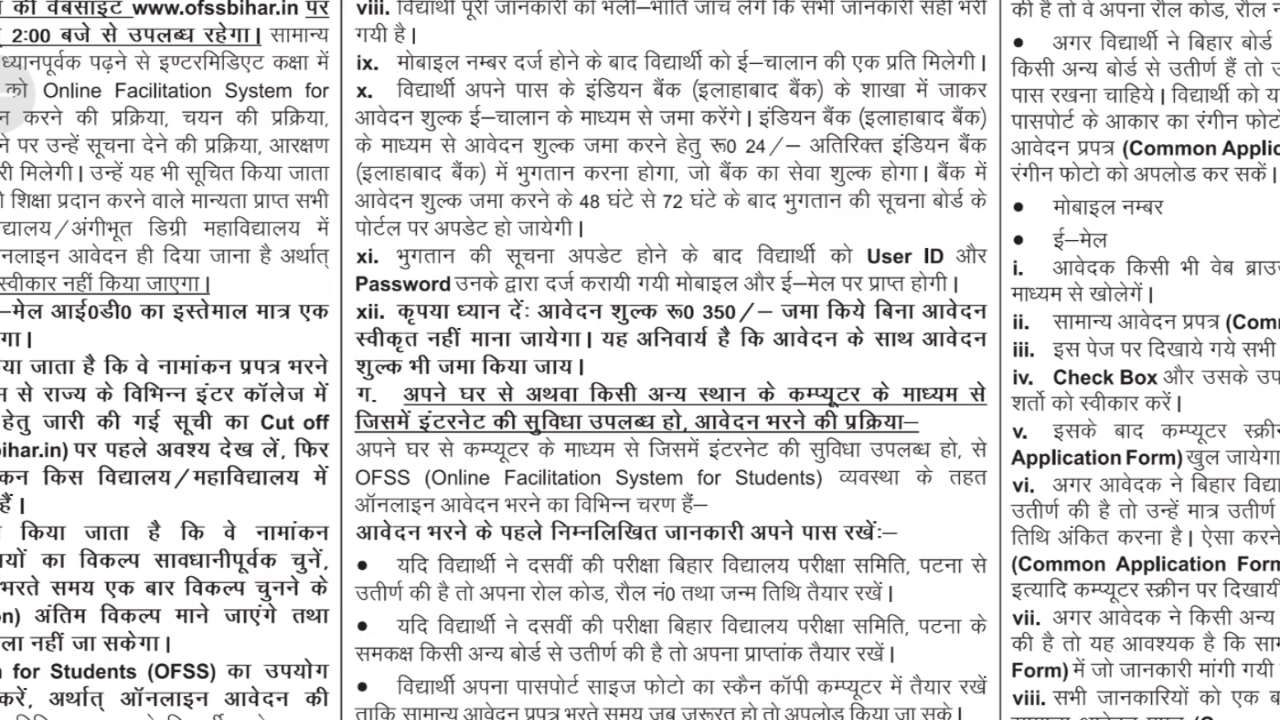 की वेबसाइट www.ofssbihar.in पर
2:00 बजे से उपलब्ध रहेगा। सामान्य
ध्यानपूर्वक पढ़ने से इण्टरमिडिएट कक्षा में
को Online Facilitation System for
न करने की प्रक्रिया, चयन की प्रक्रिया,
ने पर उन्हें सूचना देने की प्रक्रिया, आरक्षण
री मिलेगी। उन्हें यह भी सूचित किया जाता
शिक्षा प्रदान करने वाले मान्यता प्राप्त सभी
द्यालय/अंगीभूत डिग्री महाविद्यालय में
नलाइन आवेदन ही दिया जाना है अर्थात्
स्वीकार नहीं किया जाएगा।
–मेल आई0डी0 का इस्तेमाल मात्र एक
गा।
या जाता है कि वे नामांकन प्रपत्र भरने
से राज्य के विभिन्न इंटर कॉलेज में
हेतु जारी की गई सूची का Cut off
ihar.in) पर पहले अवश्य देख लें, फिर
कन किस विद्यालय/महाविद्यालय में
हैं।
किया जाता है कि वे नामांकन
यों का विकल्प सावधानीपूर्वक चुनें,
भरते समय एक बार विकल्प चुनने के
n) अंतिम विकल्प माने जाएंगे तथा
ला नहीं जा सकेगा।
for Students (OFSS) का उपयोग
करें, अर्थात् ऑनलाइन आवेदन की
viii. विद्यार्थी पूरी जानकारी को भली–भांति जांच लेंगे कि सभी जानकारी सही भरी
गयी है।
ix. मोबाइल नम्बर दर्ज होने के बाद विद्यार्थी को ई–चालान की एक प्रति मिलेगी।
x. विद्यार्थी अपने पास के इंडियन बैंक (इलाहाबाद बैंक) के शाखा में जाकर
आवेदन शुल्क ई–चालान के माध्यम से जमा करेंगे। इंडियन बैंक (इलाहाबाद बैंक)
के माध्यम से आवेदन शुल्क जमा करने हेतु रू0 24/– अतिरिक्त इंडियन बैंक
(इलाहाबाद बैंक) में भुगतान करना होगा, जो बैंक का सेवा शुल्क होगा। बैंक में
आवेदन शुल्क जमा करने के 48 घंटे से 72 घंटे के बाद भुगतान की सूचना बोर्ड के
पोर्टल पर अपडेट हो जायेगी।
xi. भुगतान की सूचना अपडेट होने के बाद विद्यार्थी को User ID और
Password उनके द्वारा दर्ज करायी गयी मोबाइल और ई–मेल पर प्राप्त होगी।
xii. कृपया ध्यान दें: आवेदन शुल्क रू0 350/– जमा किये बिना आवेदन
स्वीकृत नहीं माना जायेगा। यह अनिवार्य है कि आवेदन के साथ आवेदन
शुल्क भी जमा किया जाय।
ग. अपने घर से अथवा किसी अन्य स्थान के कम्प्यूटर के माध्यम से
जिसमें इंटरनेट की सुविधा उपलब्ध हो, आवेदन भरने की प्रक्रिया–
अपने घर से कम्प्यूटर के माध्यम से जिसमें इंटरनेट की सुविधा उपलब्ध हो, से
OFSS (Online Facilitation System for Students) व्यवस्था के तहत
ऑनलाइन आवेदन भरने का विभिन्न चरण हैं–
आवेदन भरने के पहले निम्नलिखित जानकारी अपने पास रखें:–
● यदि विद्यार्थी ने दसवीं की परीक्षा बिहार विद्यालय परीक्षा समिति, पटना से
उतीर्ण की है तो अपना रोल कोड, रौल नं0 तथा जन्म तिथि तैयार रखें।
● यदि विद्यार्थी ने दसवीं की परीक्षा बिहार विद्यालय परीक्षा समिति, पटना के
समकक्ष किसी अन्य बोर्ड से उतीर्ण की है तो अपना प्राप्तांक तैयार रखें।
● विद्यार्थी अपना पासपोर्ट साइज फोटो का स्कैन कॉपी कम्प्यूटर में तैयार रखें
ताकि सामान्य आवेदन प्रपत्र भरते समय जब जरूरत हो तो अपलोड किया जा सके।
की है तो वे अपना रौल कोड, रौल
● अगर विद्यार्थी ने बिहार बोर्ड
किसी अन्य बोर्ड से उतीर्ण हैं तो
पास रखना चाहिये। विद्यार्थी को
पासपोर्ट के आकार का रंगीन फोटो
आवेदन प्रपत्र (Common Applic
रंगीन फोटो को अपलोड कर सकें।
● मोबाइल नम्बर
● ई–मेल
i. आवेदक किसी भी वेब ब्राउ
माध्यम से खोलेगें।
ii. सामान्य आवेदन प्रपत्र (Com
iii. इस पेज पर दिखाये गये सभी
iv. Check Box और उसके उप
शर्तो को स्वीकार करें।
v. इसके बाद कम्प्यूटर स्क्रीन
Application Form) खुल जायेगा
vi. अगर आवेदक ने बिहार विद्या
उतीर्ण की है तो उन्हें मात्र उतीर्ण
तिथि अंकित करना है। ऐसा करन
(Common Application Form
इत्यादि कम्प्यूटर स्क्रीन पर दिखाये
vii. अगर आवेदक ने किसी अन्य
की है तो यह आवश्यक है कि सा
Form) में जो जानकारी मांगी गयी
viii. सभी जानकारियों को एक ब